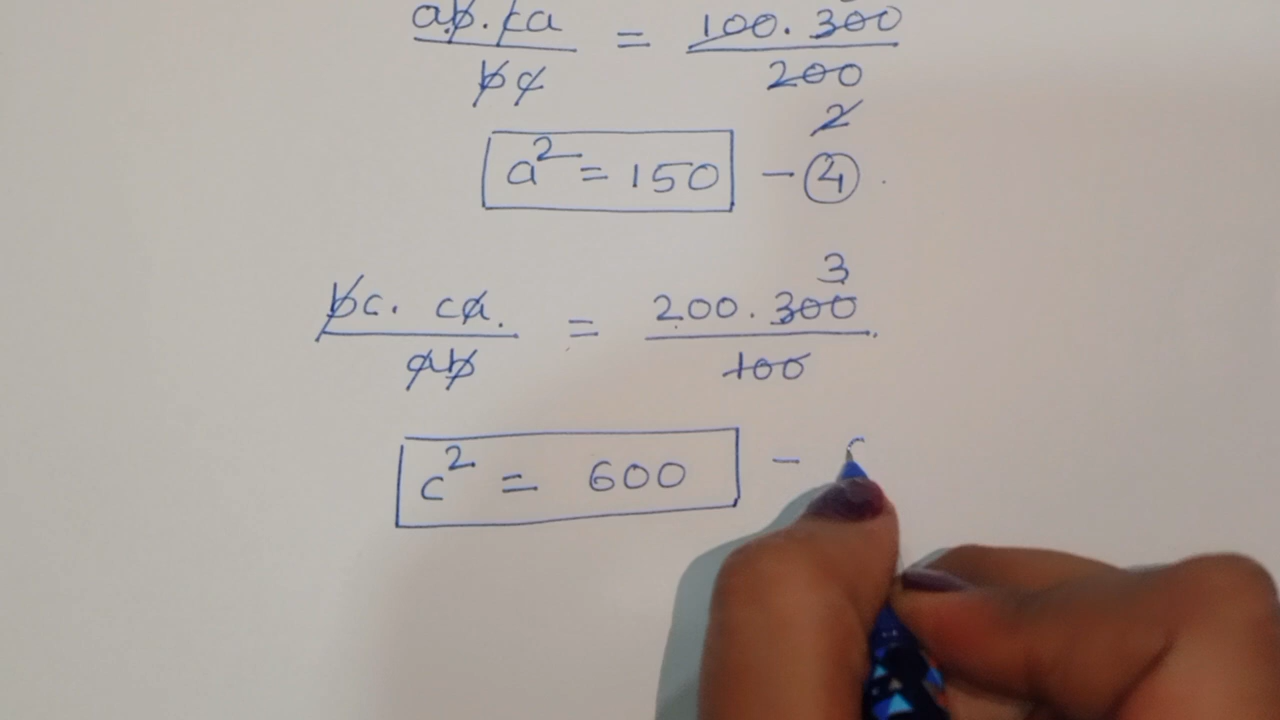 ab.ca / bc = 100.300 / 200
2
a² = 150 - ④.
3
bc. ca. / ab = 200.300 / 100
c² = 600 -